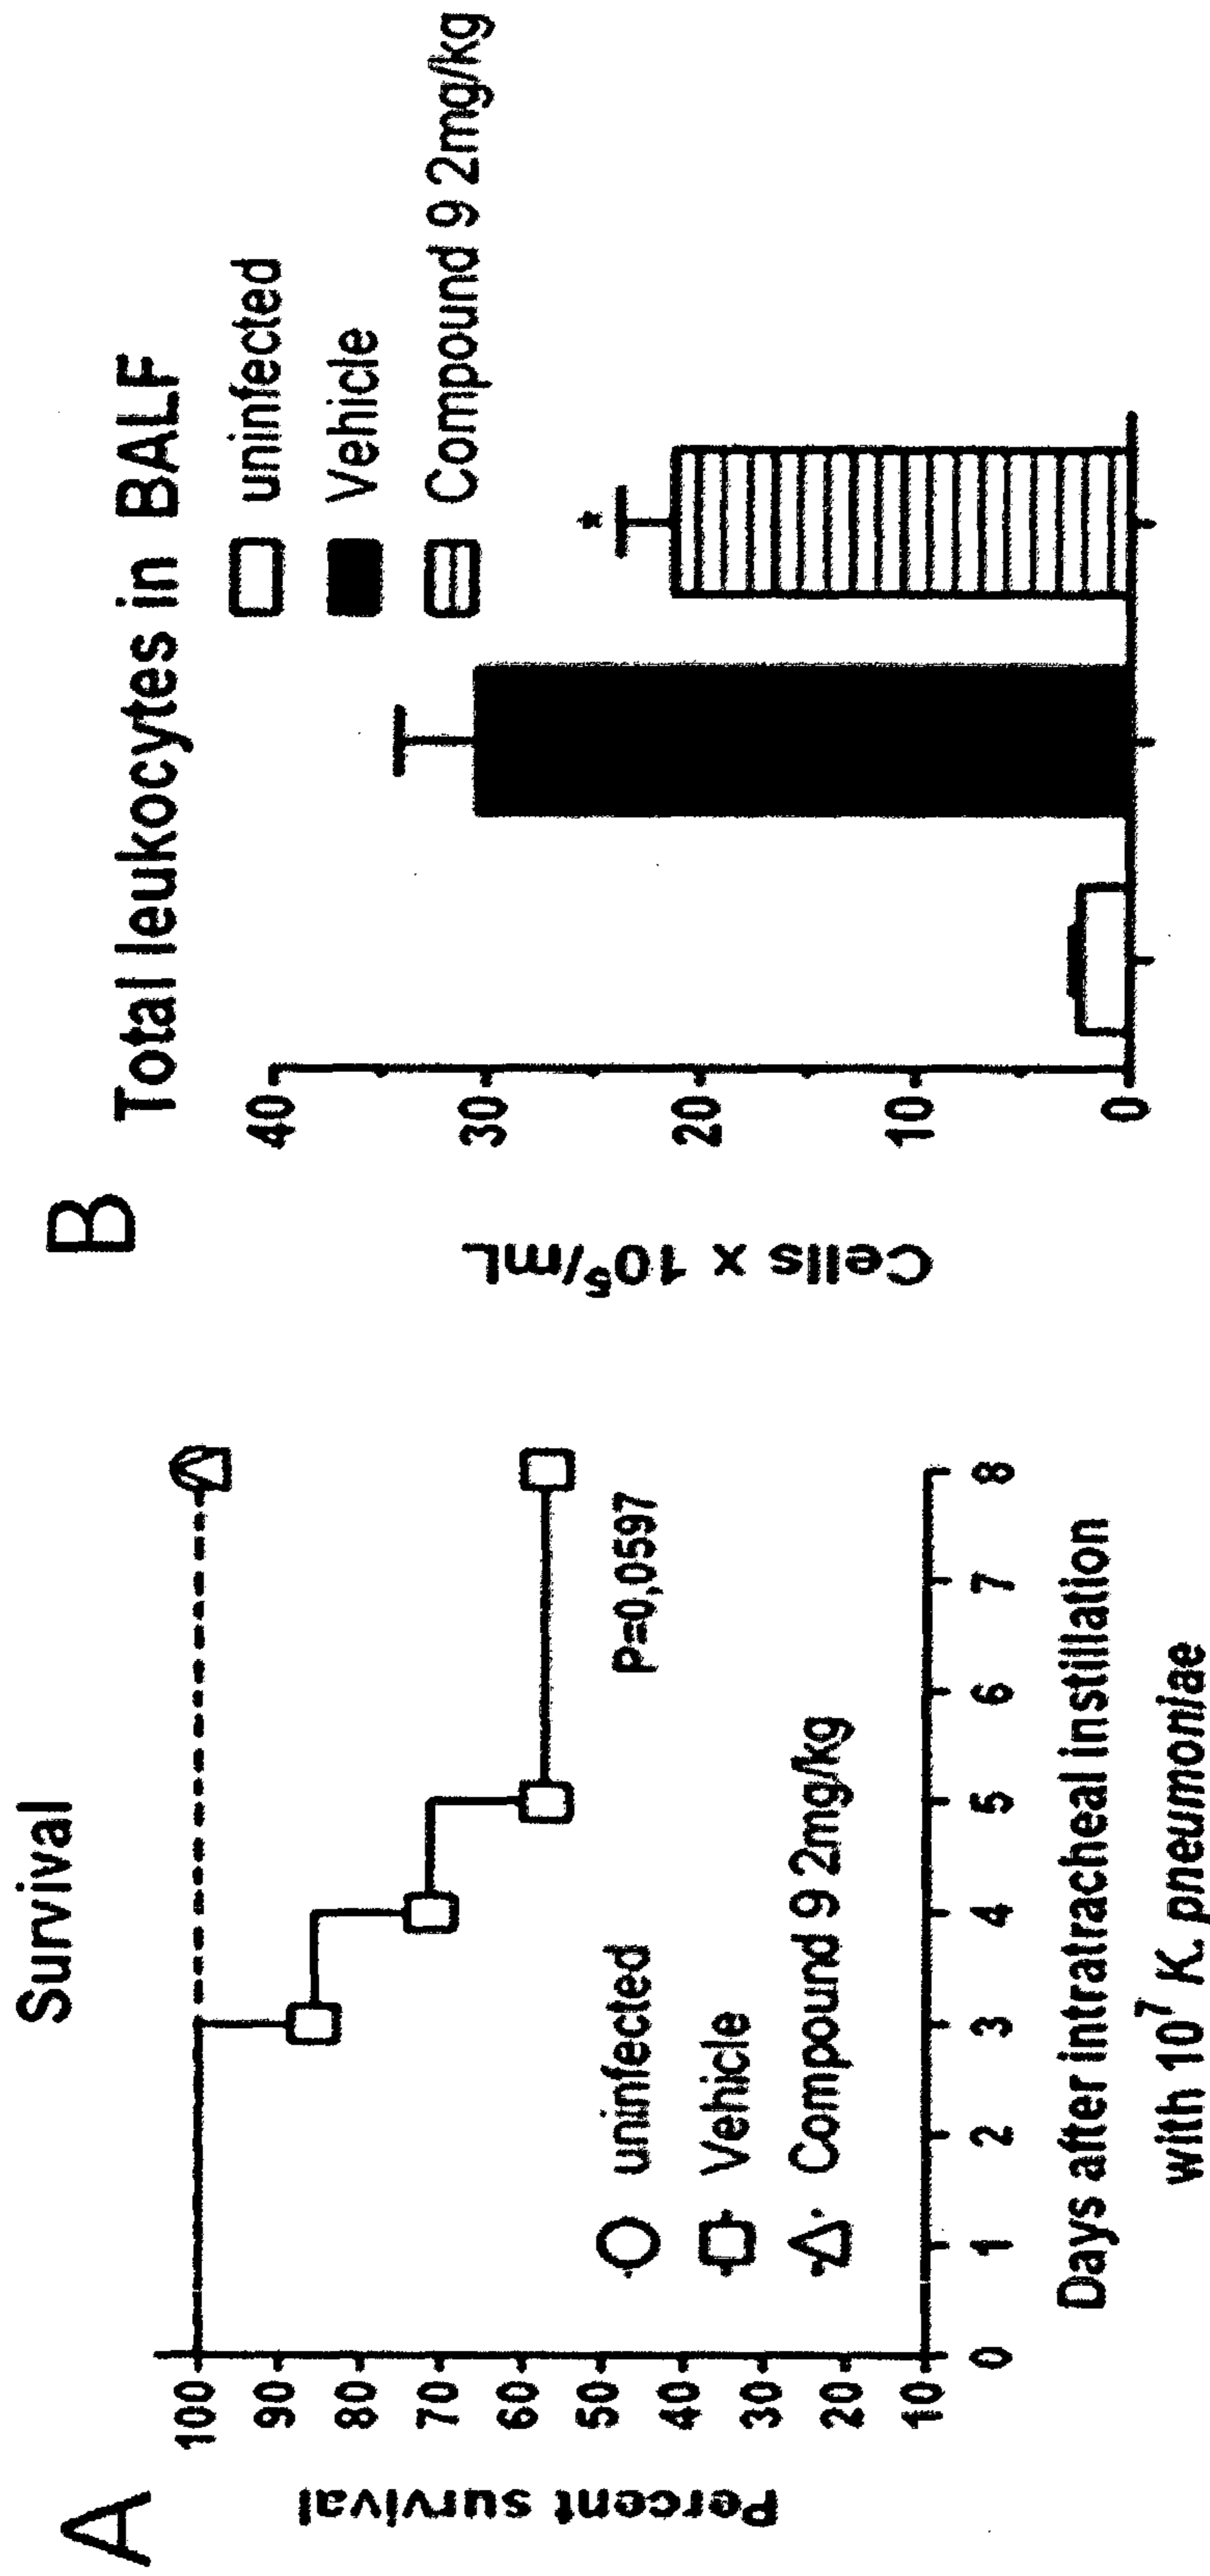 A
Survival
Percent survival
100
90
80
70
60
50
40
30
20
10
uninfected
Vehicle
Compound 9 2mg/kg
P=0,0597
0 1 2 3 4 5 6 7 8
Days after intratracheal instillation
with 10⁷ K. pneumoniae
B
Total leukocytes in BALF
uninfected
Vehicle
Compound 9 2mg/kg
Cells x 10⁵/mL
40
30
20
10
0
*